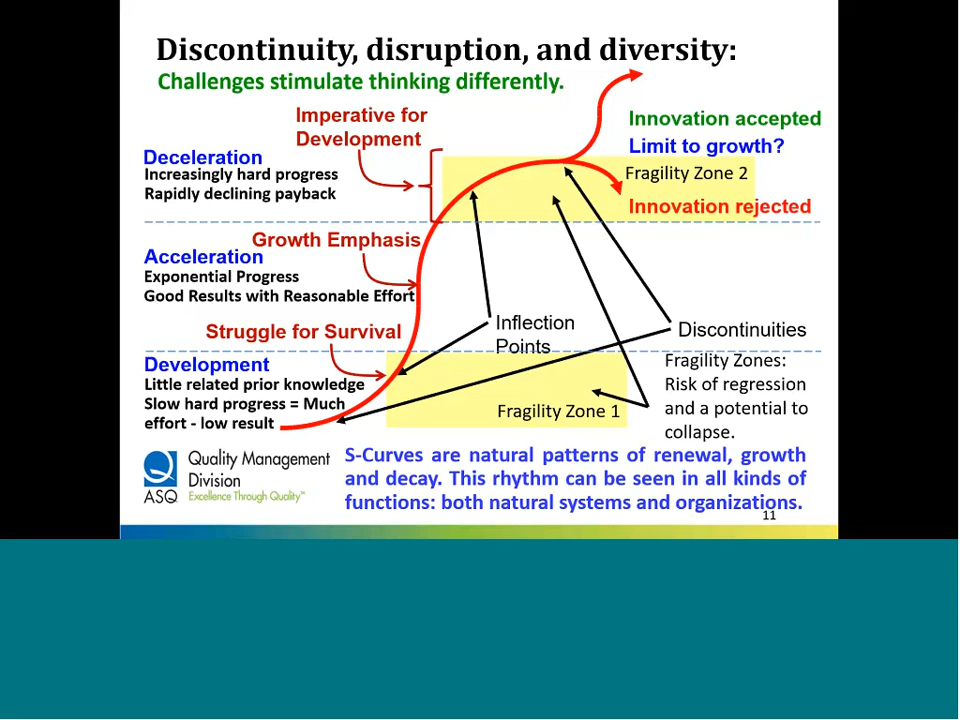 Discontinuity, disruption, and diversity:
Challenges stimulate thinking differently.
Imperative for
Development
Innovation accepted
Limit to growth?
Fragility Zone 2
Innovation rejected
Deceleration
Increasingly hard progress
Rapidly declining payback
Growth Emphasis
Acceleration
Exponential Progress
Good Results with Reasonable Effort
Struggle for Survival
Inflection
Points
Discontinuities
Development
Little related prior knowledge
Slow hard progress = Much
effort - low result
Fragility Zone 1
Fragility Zones:
Risk of regression
and a potential to
collapse.
ASQ
Quality Management
Division
Excellence Through Quality™
S-Curves are natural patterns of renewal, growth
and decay. This rhythm can be seen in all kinds of
functions: both natural systems and organizations.
11